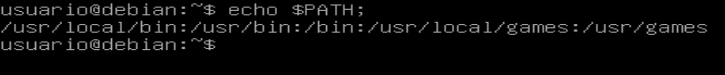 usuario@debian:~$ echo $PATH;
/usr/local/bin:/usr/bin:/bin:/usr/local/games:/usr/games
usuario@debian:~$